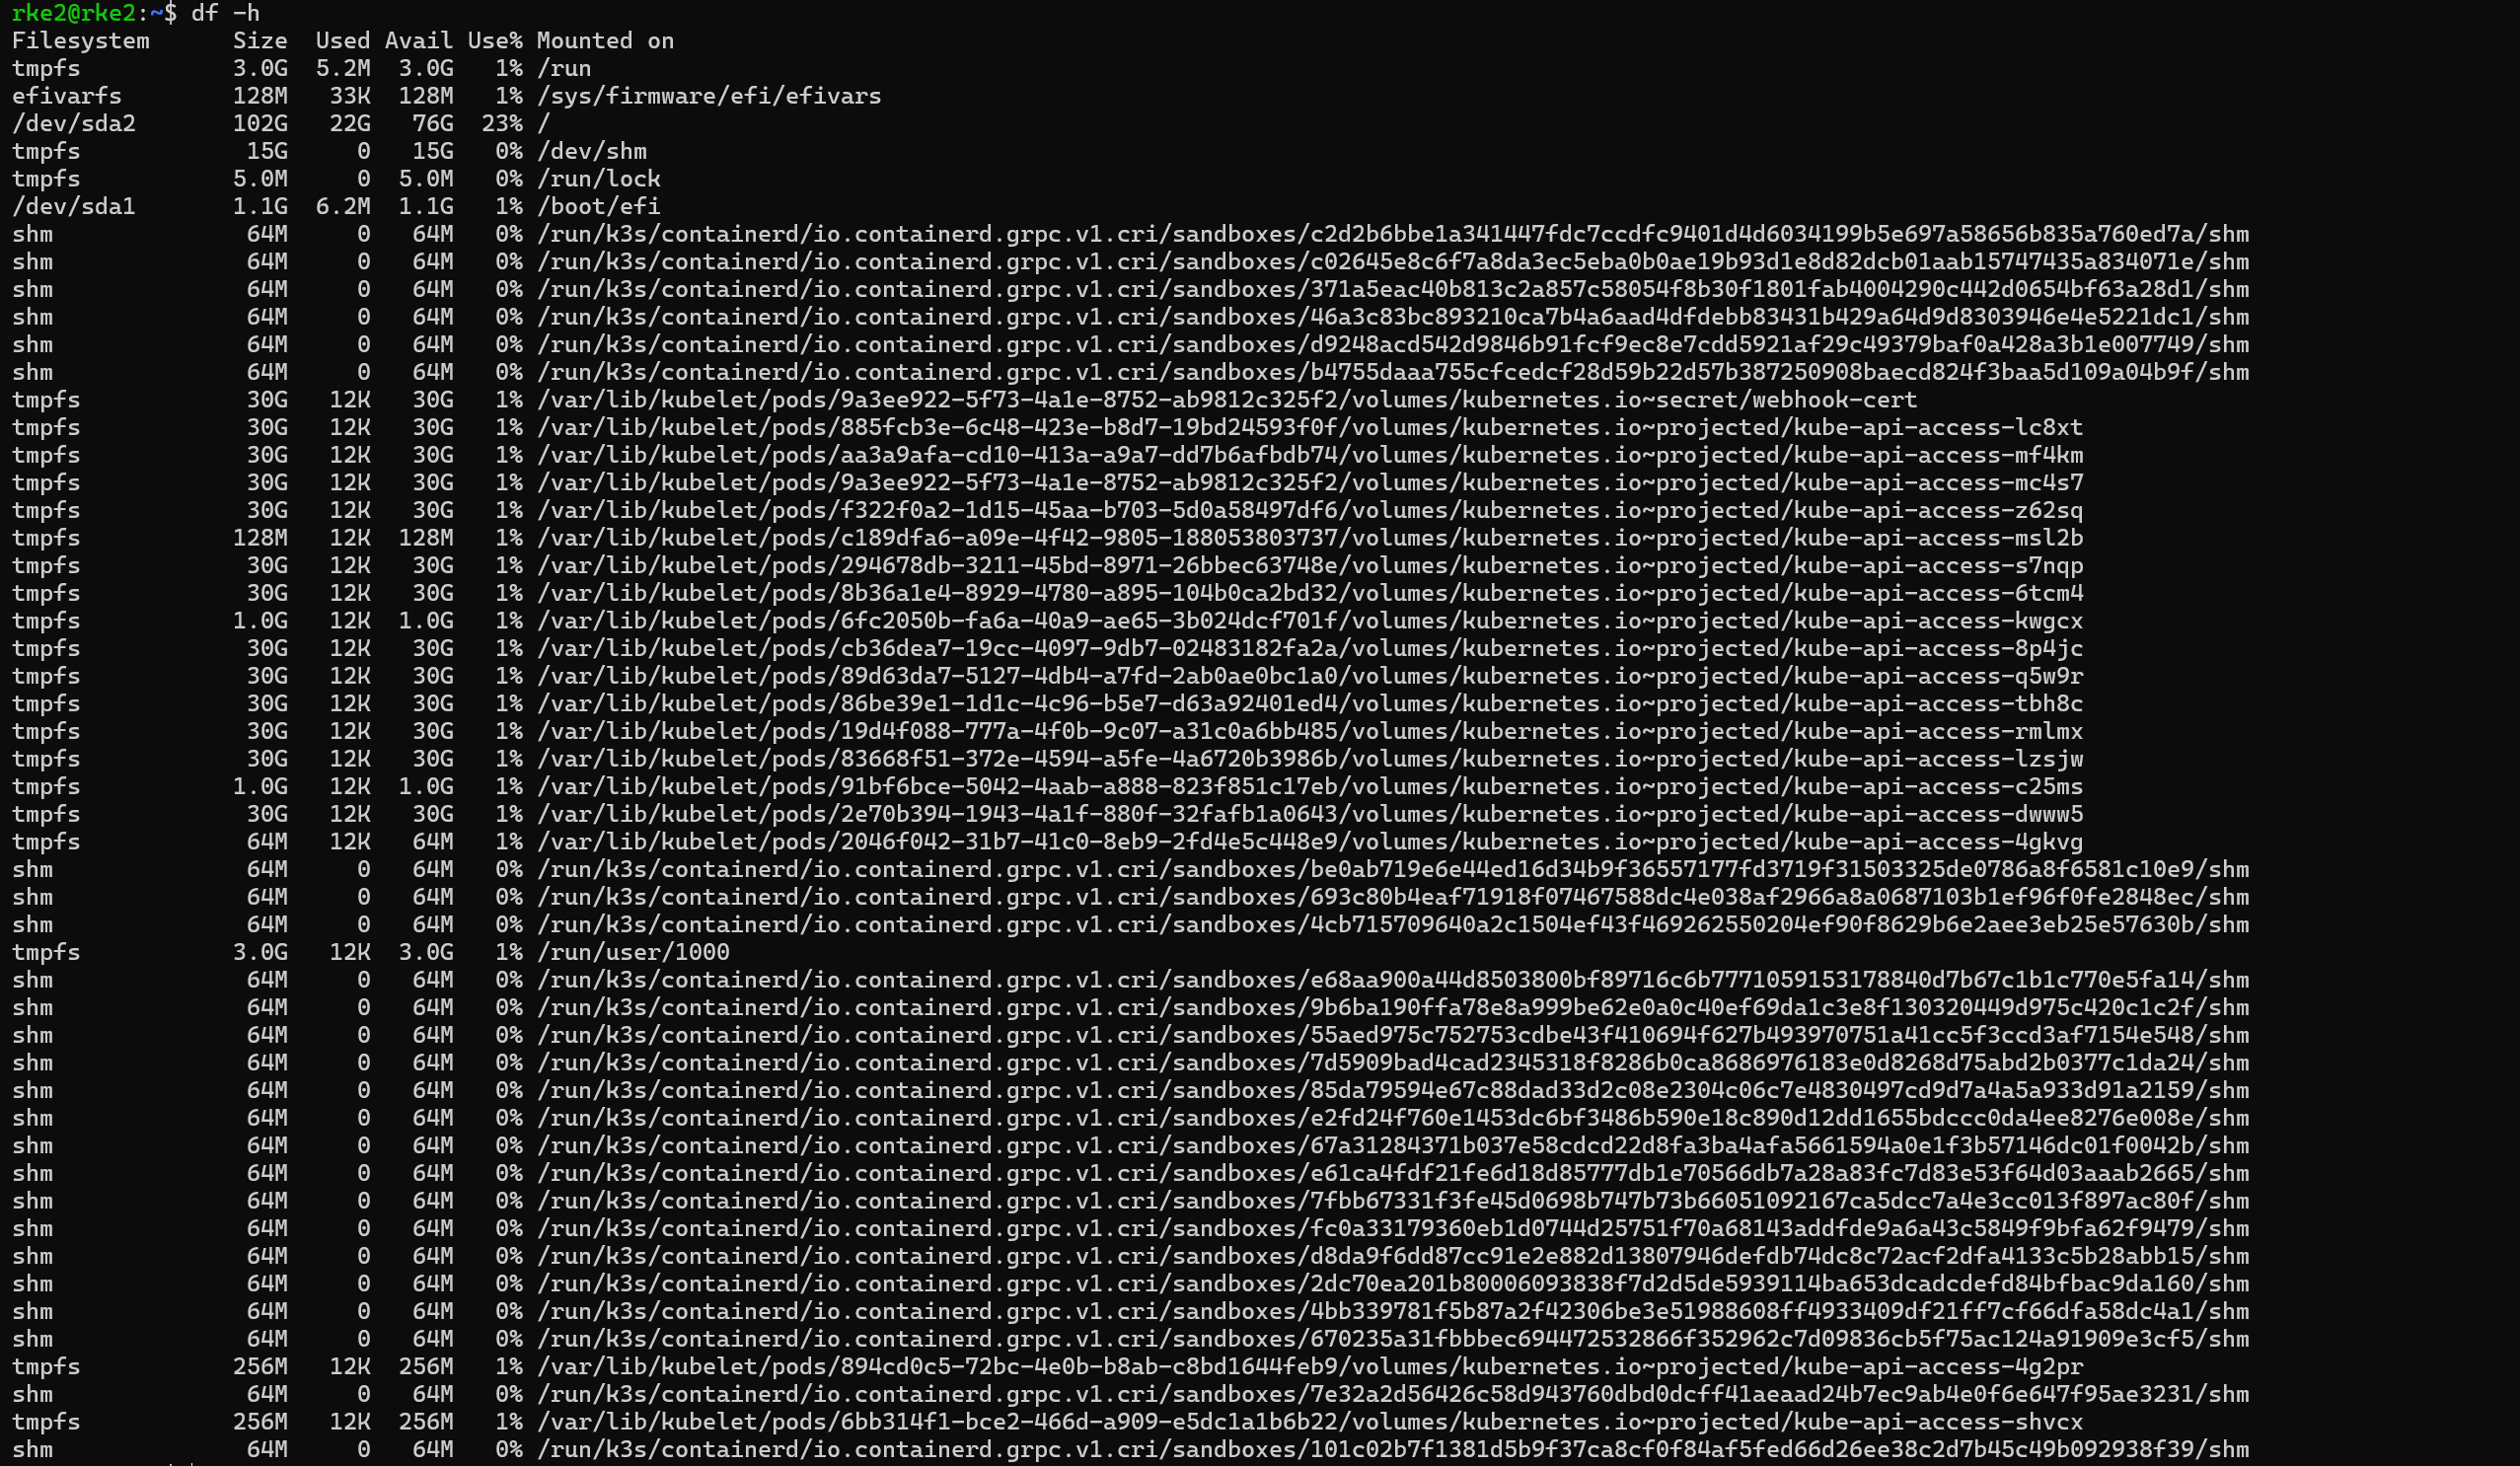 rke2@rke2:~$ df -h
Filesystem      Size  Used Avail Use% Mounted on
tmpfs           3.0G  5.2M  3.0G   1% /run
efivarfs        128M   33K  128M   1% /sys/firmware/efi/efivars
/dev/sda2       102G   22G   76G  23% /
tmpfs            15G     0   15G   0% /dev/shm
tmpfs           5.0M     0  5.0M   0% /run/lock
/dev/sda1       1.1G  6.2M  1.1G   1% /boot/efi
shm              64M     0   64M   0% /run/k3s/containerd/io.containerd.grpc.v1.cri/sandboxes/c2d2b6bbe1a341447fdc7ccdfc9401d4d6034199b5e697a58656b835a760ed7a/shm
shm              64M     0   64M   0% /run/k3s/containerd/io.containerd.grpc.v1.cri/sandboxes/c02645e8c6f7a8da3ec5eba0b0ae19b93d1e8d82dcb01aab15747435a834071e/shm
shm              64M     0   64M   0% /run/k3s/containerd/io.containerd.grpc.v1.cri/sandboxes/371a5eac40b813c2a857c58054f8b30f1801fab4004290c442d0654bf63a28d1/shm
shm              64M     0   64M   0% /run/k3s/containerd/io.containerd.grpc.v1.cri/sandboxes/46a3c83bc893210ca7b4a6aad4dfdebb83431b429a64d9d8303946e4e5221dc1/shm
shm              64M     0   64M   0% /run/k3s/containerd/io.containerd.grpc.v1.cri/sandboxes/d9248acd542d9846b91fcf9ec8e7cdd5921af29c49379baf0a428a3b1e007749/shm
shm              64M     0   64M   0% /run/k3s/containerd/io.containerd.grpc.v1.cri/sandboxes/b4755daaa755cfcedcf28d59b22d57b387250908baecd824f3baa5d109a04b9f/shm
tmpfs            30G   12K   30G   1% /var/lib/kubelet/pods/9a3ee922-5f73-4a1e-8752-ab9812c325f2/volumes/kubernetes.io~secret/webhook-cert
tmpfs            30G   12K   30G   1% /var/lib/kubelet/pods/885fcb3e-6c48-423e-b8d7-19bd24593f0f/volumes/kubernetes.io~projected/kube-api-access-lc8xt
tmpfs            30G   12K   30G   1% /var/lib/kubelet/pods/aa3a9afa-cd10-413a-a9a7-dd7b6afbdb74/volumes/kubernetes.io~projected/kube-api-access-mf4km
tmpfs            30G   12K   30G   1% /var/lib/kubelet/pods/9a3ee922-5f73-4a1e-8752-ab9812c325f2/volumes/kubernetes.io~projected/kube-api-access-mc4s7
tmpfs            30G   12K   30G   1% /var/lib/kubelet/pods/f322f0a2-1d15-45aa-b703-5d0a58497df6/volumes/kubernetes.io~projected/kube-api-access-z62sq
tmpfs           128M   12K  128M   1% /var/lib/kubelet/pods/c189dfa6-a09e-4f42-9805-188053803737/volumes/kubernetes.io~projected/kube-api-access-msl2b
tmpfs            30G   12K   30G   1% /var/lib/kubelet/pods/294678db-3211-45bd-8971-26bbec63748e/volumes/kubernetes.io~projected/kube-api-access-s7nqp
tmpfs            30G   12K   30G   1% /var/lib/kubelet/pods/8b36a1e4-8929-4780-a895-104b0ca2bd32/volumes/kubernetes.io~projected/kube-api-access-6tcm4
tmpfs           1.0G   12K  1.0G   1% /var/lib/kubelet/pods/6fc2050b-fa6a-40a9-ae65-3b024dcf701f/volumes/kubernetes.io~projected/kube-api-access-kwgcx
tmpfs            30G   12K   30G   1% /var/lib/kubelet/pods/cb36dea7-19cc-4097-9db7-02483182fa2a/volumes/kubernetes.io~projected/kube-api-access-8p4jc
tmpfs            30G   12K   30G   1% /var/lib/kubelet/pods/89d63da7-5127-4db4-a7fd-2ab0ae0bc1a0/volumes/kubernetes.io~projected/kube-api-access-q5w9r
tmpfs            30G   12K   30G   1% /var/lib/kubelet/pods/86be39e1-1d1c-4c96-b5e7-d63a92401ed4/volumes/kubernetes.io~projected/kube-api-access-tbh8c
tmpfs            30G   12K   30G   1% /var/lib/kubelet/pods/19d4f088-777a-4f0b-9c07-a31c0a6bb485/volumes/kubernetes.io~projected/kube-api-access-rmlmx
tmpfs            30G   12K   30G   1% /var/lib/kubelet/pods/83668f51-372e-4594-a5fe-4a6720b3986b/volumes/kubernetes.io~projected/kube-api-access-lzsjw
tmpfs           1.0G   12K  1.0G   1% /var/lib/kubelet/pods/91bf6bce-5042-4aab-a888-823f851c17eb/volumes/kubernetes.io~projected/kube-api-access-c25ms
tmpfs            30G   12K   30G   1% /var/lib/kubelet/pods/2e70b394-1943-4a1f-880f-32fafb1a0643/volumes/kubernetes.io~projected/kube-api-access-dwww5
tmpfs            64M   12K   64M   1% /var/lib/kubelet/pods/2046f042-31b7-41c0-8eb9-2fd4e5c448e9/volumes/kubernetes.io~projected/kube-api-access-4gkvg
shm              64M     0   64M   0% /run/k3s/containerd/io.containerd.grpc.v1.cri/sandboxes/be0ab719e6e44ed16d34b9f36557177fd3719f31503325de0786a8f6581c10e9/shm
shm              64M     0   64M   0% /run/k3s/containerd/io.containerd.grpc.v1.cri/sandboxes/693c80b4eaf71918f07467588dc4e038af2966a8a0687103b1ef96f0fe2848ec/shm
shm              64M     0   64M   0% /run/k3s/containerd/io.containerd.grpc.v1.cri/sandboxes/4cb715709640a2c1504ef43f469262550204ef90f8629b6e2aee3eb25e57630b/shm
tmpfs           3.0G   12K  3.0G   1% /run/user/1000
shm              64M     0   64M   0% /run/k3s/containerd/io.containerd.grpc.v1.cri/sandboxes/e68aa900a44d8503800bf89716c6b77710591531788​40d7b67c1b1c770e5fa14/shm
shm              64M     0   64M   0% /run/k3s/containerd/io.containerd.grpc.v1.cri/sandboxes/9b6ba190ffa78e8a999be62e0a0c40ef69da1c3e8f130320449d975c420c1c2f/shm
shm              64M     0   64M   0% /run/k3s/containerd/io.containerd.grpc.v1.cri/sandboxes/55aed975c752753cdbe43f410694f627b493970751a41cc5f3ccd3af7154e548/shm
shm              64M     0   64M   0% /run/k3s/containerd/io.containerd.grpc.v1.cri/sandboxes/7d5909bad4cad2345318f8286b0ca8686976183e0d8268d75abd2b0377c1da24/shm
shm              64M     0   64M   0% /run/k3s/containerd/io.containerd.grpc.v1.cri/sandboxes/85da79594e67c88dad33d2c08e2304c06c7e4830497cd9d7a4a5a933d91a2159/shm
shm              64M     0   64M   0% /run/k3s/containerd/io.containerd.grpc.v1.cri/sandboxes/e2fd24f760e1453dc6bf3486b590e18c890d12dd1655bdccc0da4ee8276e008e/shm
shm              64M     0   64M   0% /run/k3s/containerd/io.containerd.grpc.v1.cri/sandboxes/67a31284371b037e58cdcd22d8fa3ba4afa5661594a0e1f3b57146dc01f0042b/shm
shm              64M     0   64M   0% /run/k3s/containerd/io.containerd.grpc.v1.cri/sandboxes/e61ca4fdf21fe6d18d85777db1e70566db7a28a83fc7d83e53f64d03aaab2665/shm
shm              64M     0   64M   0% /run/k3s/containerd/io.containerd.grpc.v1.cri/sandboxes/7fbb67331f3fe45d0698b747b73b66051092167ca5dcc7a4e3cc013f897ac80f/shm
shm              64M     0   64M   0% /run/k3s/containerd/io.containerd.grpc.v1.cri/sandboxes/fc0a33179360eb1d0744d25751f70a68143addfde9a6a43c5849f9bfa62f9479/shm
shm              64M     0   64M   0% /run/k3s/containerd/io.containerd.grpc.v1.cri/sandboxes/d8da9f6dd87cc91e2e882d13807946defdb74dc8c72acf2dfa4133c5b28abb15/shm
shm              64M     0   64M   0% /run/k3s/containerd/io.containerd.grpc.v1.cri/sandboxes/2dc70ea201b80006093838f7d2d5de5939114ba653dcadcdefd84bfbac9da160/shm
shm              64M     0   64M   0% /run/k3s/containerd/io.containerd.grpc.v1.cri/sandboxes/4bb339781f5b87a2f42306be3e51988608ff4933409df21ff7cf66dfa58dc4a1/shm
shm              64M     0   64M   0% /run/k3s/containerd/io.containerd.grpc.v1.cri/sandboxes/670235a31fbbbec694472532866f352962c7d09836cb5f75ac124a91909e3cf5/shm
tmpfs           256M   12K  256M   1% /var/lib/kubelet/pods/894cd0c5-72bc-4e0b-b8ab-c8bd1644feb9/volumes/kubernetes.io~projected/kube-api-access-4g2pr
shm              64M     0   64M   0% /run/k3s/containerd/io.containerd.grpc.v1.cri/sandboxes/7e32a2d56426c58d943760dbd0dcff41aeaad24b7ec9ab4e0f6e647f95ae3231/shm
tmpfs           256M   12K  256M   1% /var/lib/kubelet/pods/6bb314f1-bce2-466d-a909-e5dc1a1b6b22/volumes/kubernetes.io~projected/kube-api-access-shvcx
shm              64M     0   64M   0% /run/k3s/containerd/io.containerd.grpc.v1.cri/sandboxes/101c02b7f1381d5b9f37ca8cf0f84af5fed66d26ee38c2d7b45c49b092938f39/shm